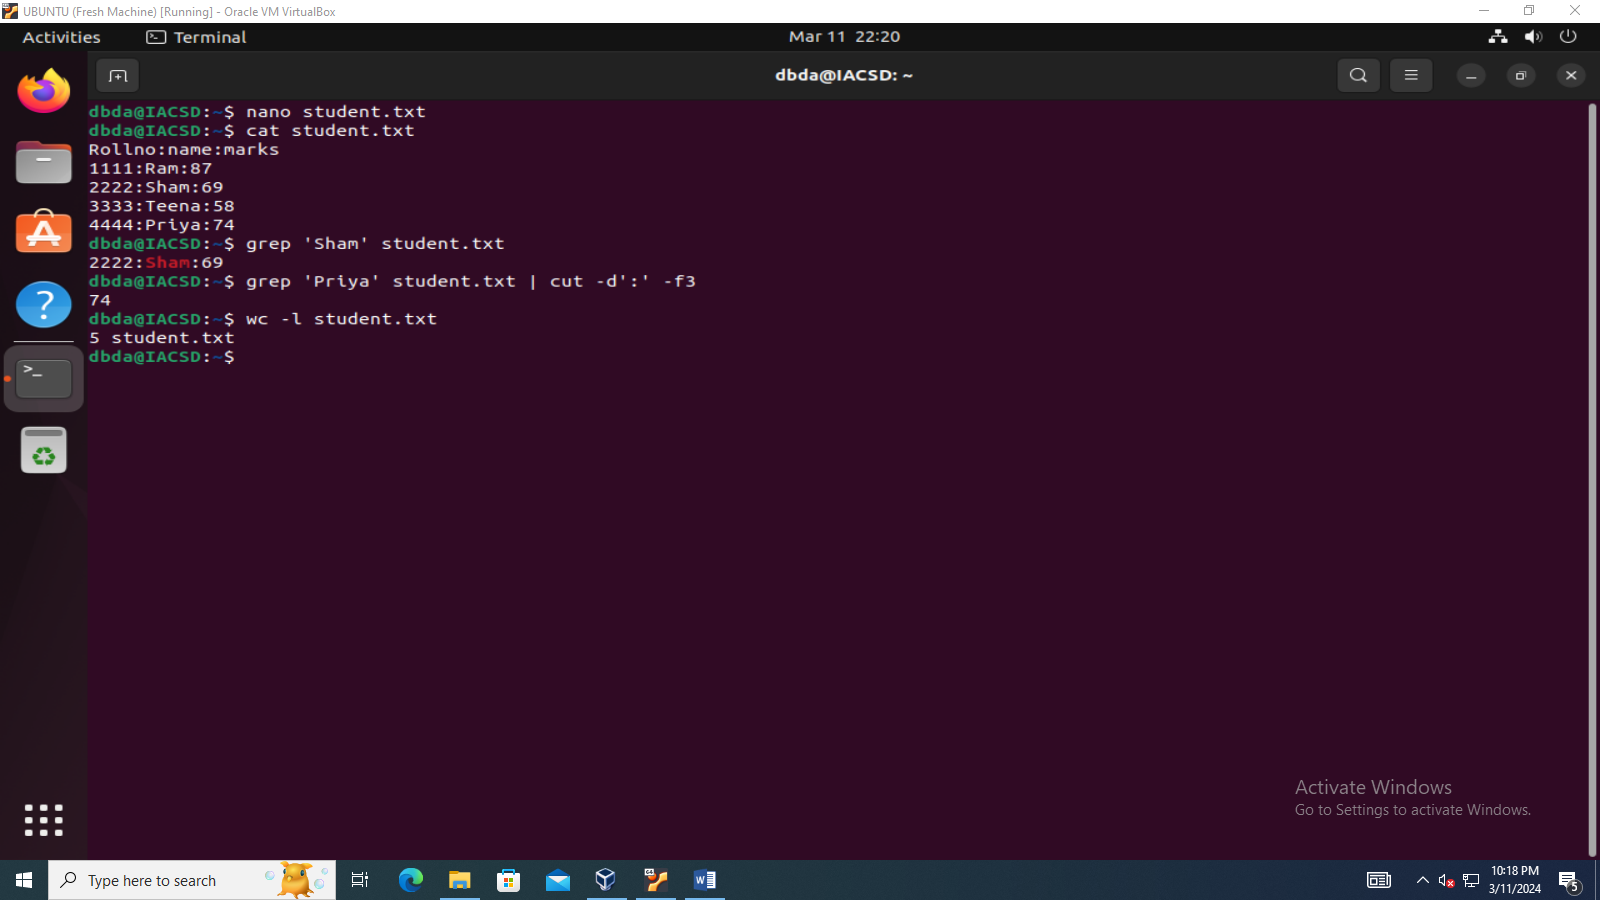 UBUNTU (Fresh Machine) [Running] - Oracle VM VirtualBox
Activities Terminal Mar 11 22:20
dbda@IACSD: ~
dbda@IACSD:~$ nano student.txt
dbda@IACSD:~$ cat student.txt
Rollno:name:marks
1111:Ram:87
2222:Sham:69
3333:Teena:58
4444:Priya:74
dbda@IACSD:~$ grep 'Sham' student.txt
2222:Sham:69
dbda@IACSD:~$ grep 'Priya' student.txt | cut -d':' -f3
74
dbda@IACSD:~$ wc -l student.txt
5 student.txt
dbda@IACSD:~$
Activate Windows
Go to Settings to activate Windows.
Type here to search
10:18 PM
3/11/2024
5